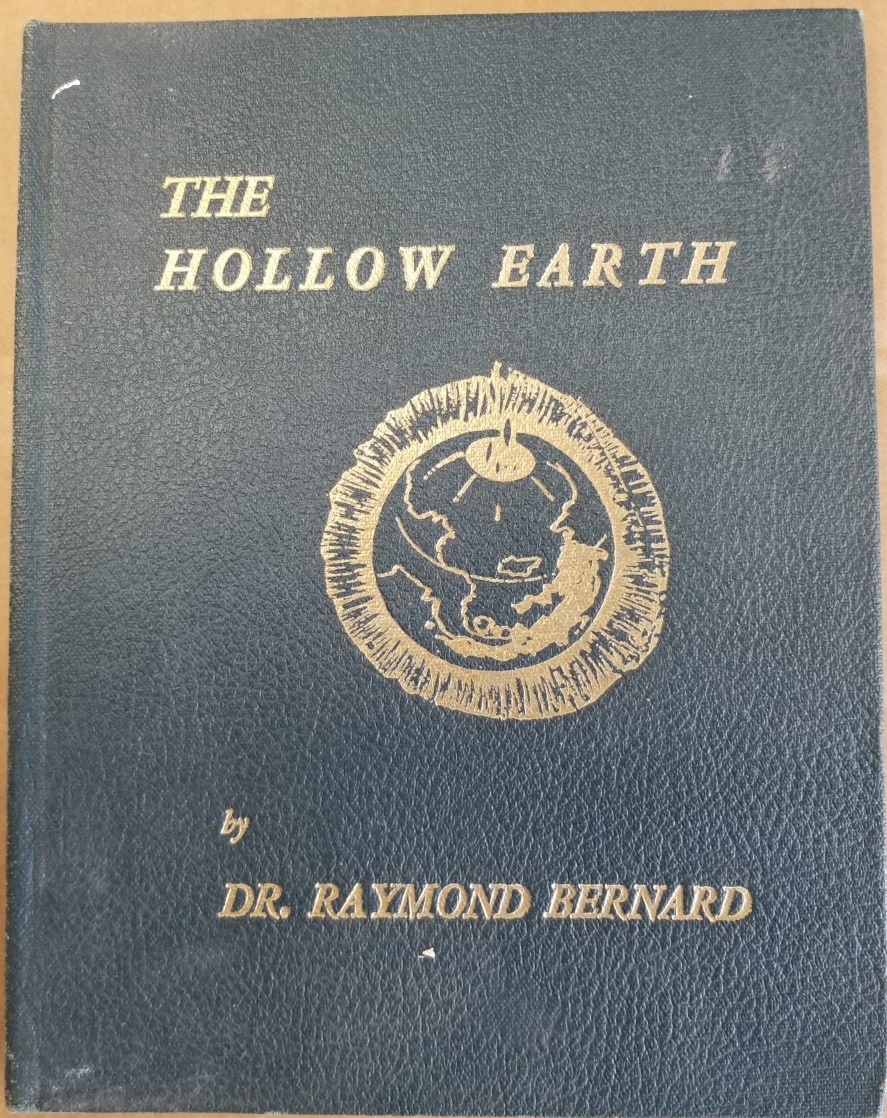 THE
HOLLOW EARTH
by
DR. RAYMOND BERNARD